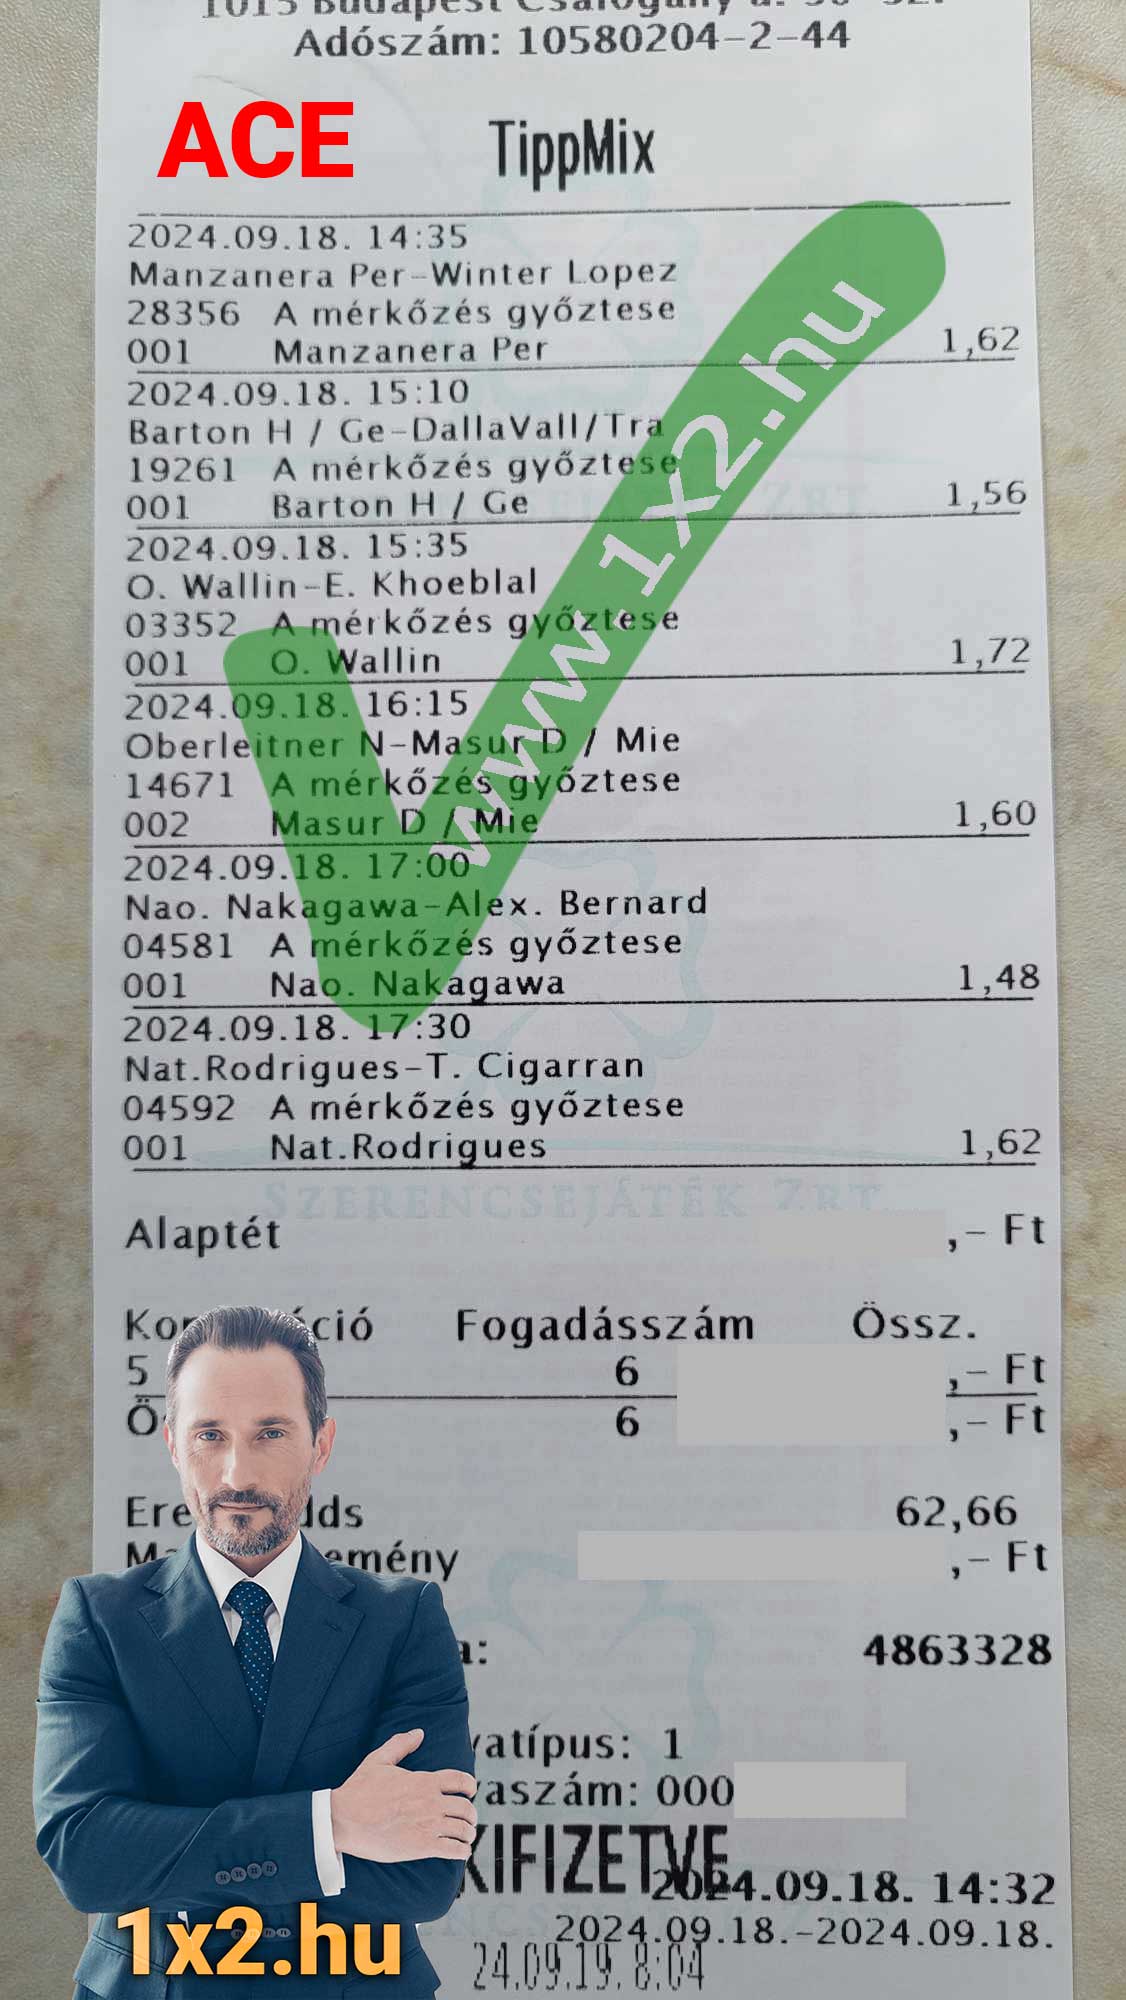 Adószám: 10580204-2-44
ACE
TippMix
2024.09.18. 14:35
Manzanera Per-Winter Lopez
28356 A mérkőzés győztese
001 Manzanera Per 1,62
2024.09.18. 15:10
Barton H / Ge-DallaVall/Tra
19261 A mérkőzés győztese
001 Barton H / Ge 1,56
2024.09.18. 15:35
O. Wallin-E. Khoeblal
03352 A mérkőzés győztese
001 O. Wallin 1,72
2024.09.18. 16:15
Oberleitner N-Masur D / Mie
14671 A mérkőzés győztese
002 Masur D / Mie 1,60
2024.09.18. 17:00
Nao. Nakagawa-Alex. Bernard
04581 A mérkőzés győztese
001 Nao. Nakagawa 1,48
2024.09.18. 17:30
Nat.Rodrigues-T. Cigarran
04592 A mérkőzés győztese
001 Nat.Rodrigues 1,62
www.1x2.hu
SZERENCSEJÁTÉK ZRT.
Alaptét ,- Ft
Fogadásszám Össz.
5 6 ,- Ft
6 ,- Ft
62,66
,- Ft
4863328
1
000
KIFIZETVE
2024.09.18. 14:32
2024.09.18.-2024.09.18.
24.09.19. 8:04
1x2.hu